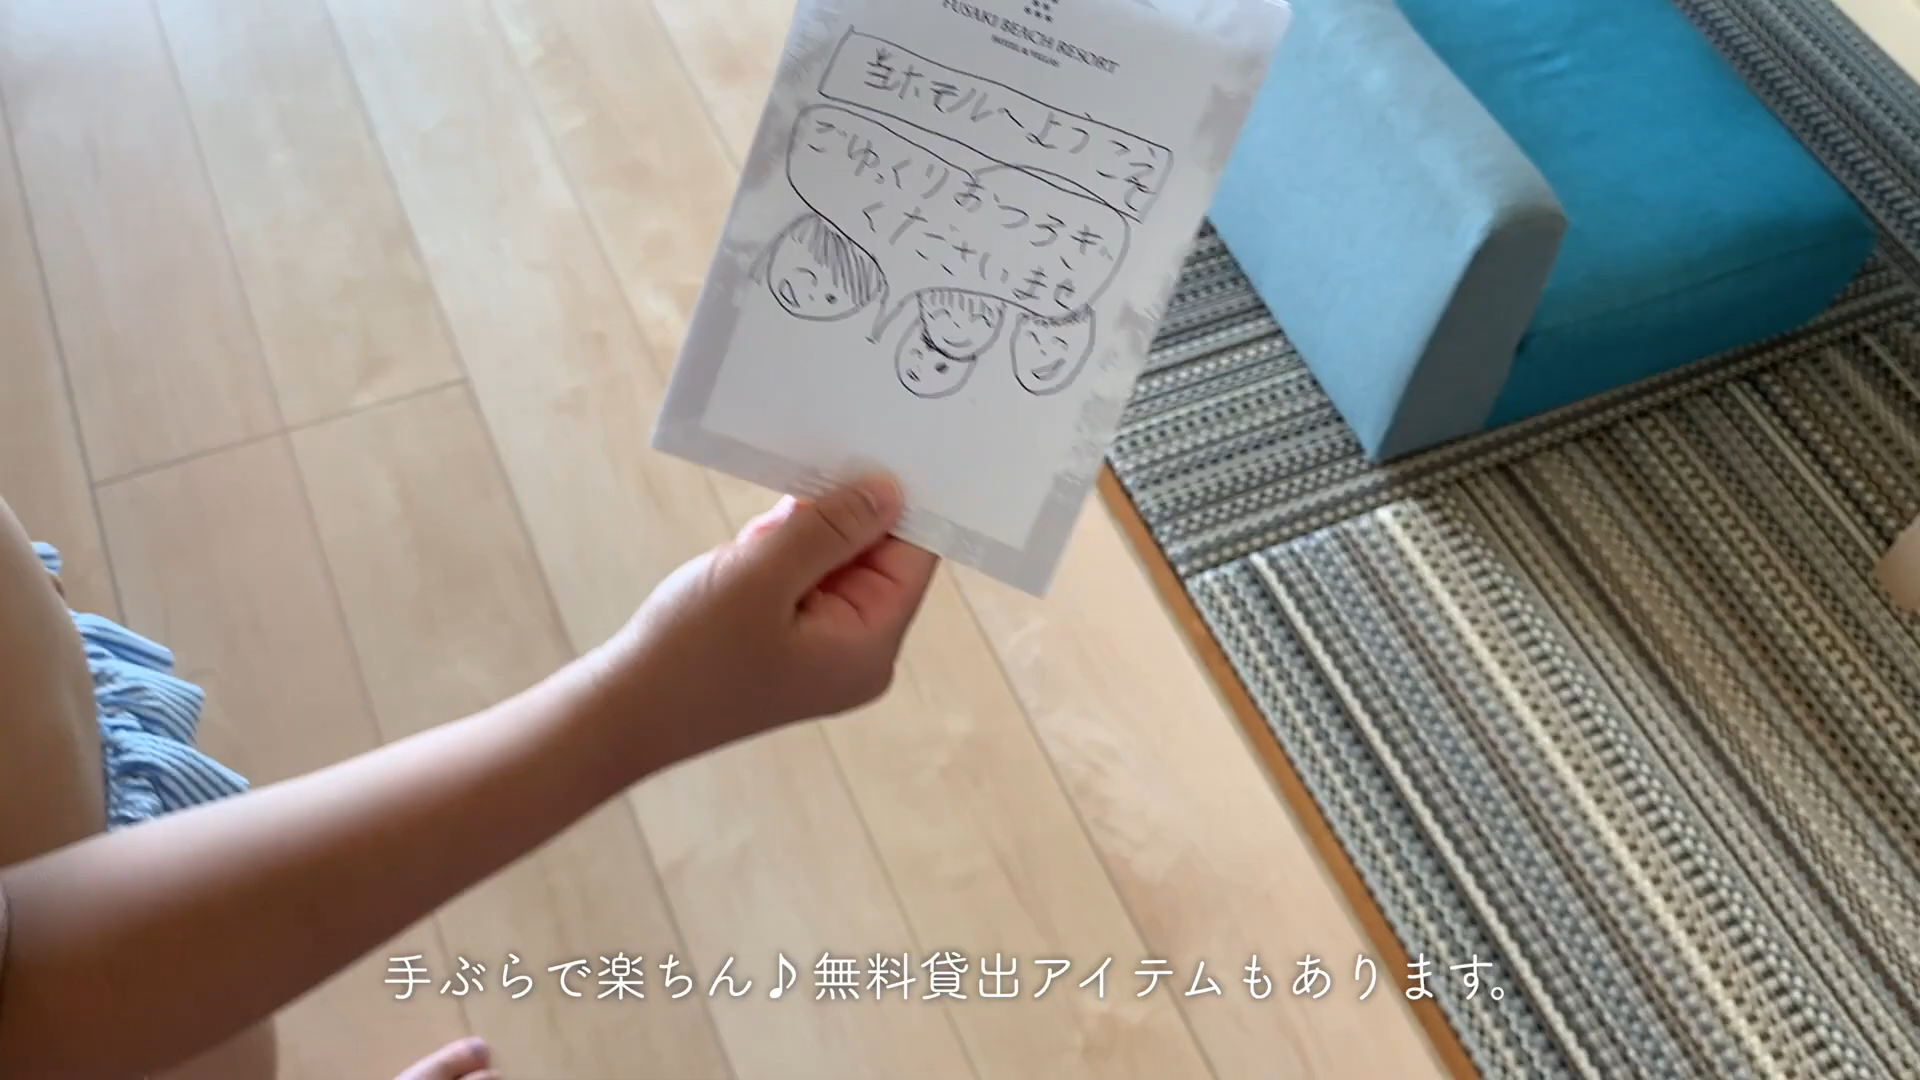 FUSAKI BEACH RESORT
HOTEL & VILLAS
当ホテルへようこそ
ごゆっくりおつろぎ
くださいませ
手ぶらで楽ちん♪無料貸出アイテムもあります。